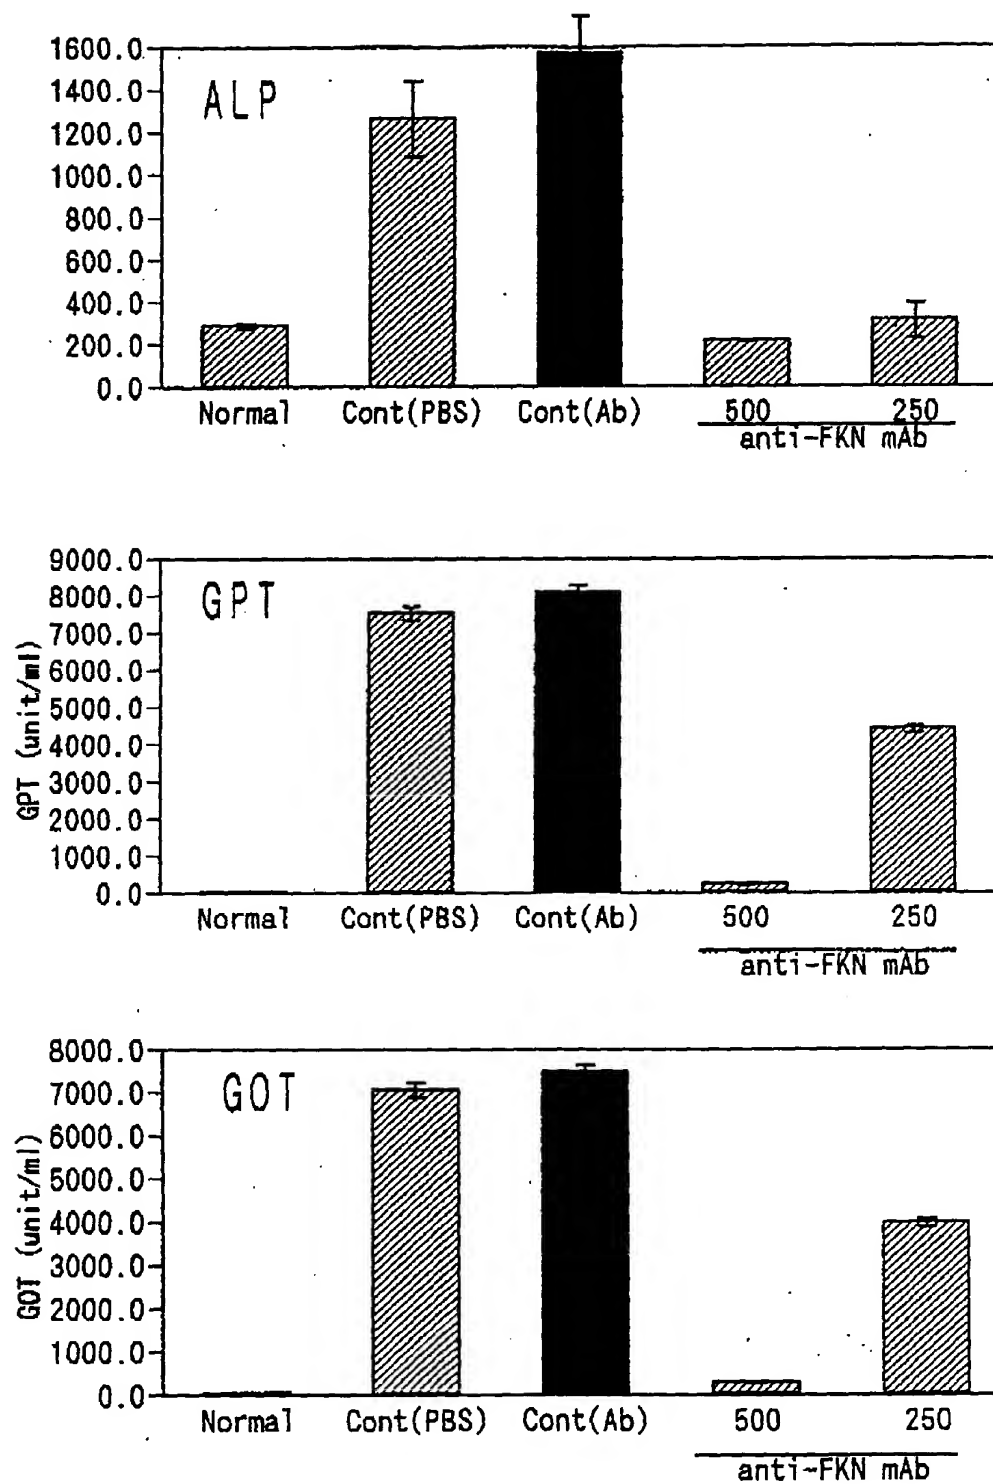 ALP
1600.0
1400.0
1200.0
1000.0
800.0
600.0
400.0
200.0
0.0
Normal Cont(PBS) Cont(Ab) 500 250
anti-FKN mAb
GPT
GPT (unit/ml)
9000.0
8000.0
7000.0
6000.0
5000.0
4000.0
3000.0
2000.0
1000.0
0.0
Normal Cont(PBS) Cont(Ab) 500 250
anti-FKN mAb
GOT
GOT (unit/ml)
8000.0
7000.0
6000.0
5000.0
4000.0
3000.0
2000.0
1000.0
0.0
Normal Cont(PBS) Cont(Ab) 500 250
anti-FKN mAb